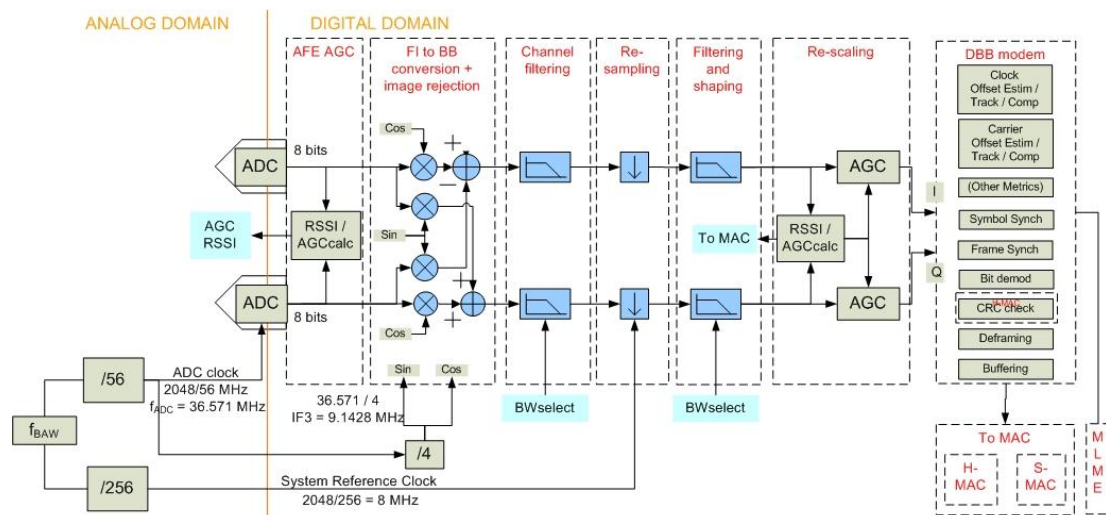 ANALOG DOMAIN
DIGITAL DOMAIN
AFE AGC
FI to BB
conversion +
image rejection
Channel
filtering
Re-
sampling
Filtering
and
shaping
Re-scaling
DBB modem
Clock
Offset Estim /
Track / Comp
Carrier
Offset Estim /
Track / Comp
(Other Metrics)
Symbol Synch
Frame Synch
Bit demod
CRC check
Deframing
Buffering
ADC
8 bits
Cos
+
−
AGC
I
AGC
RSSI
RSSI /
AGCcalc
Sin
To MAC
RSSI /
AGCcalc
Q
ADC
8 bits
+
+
Cos
AGC
/56
ADC clock
2048/56 MHz
fADC = 36.571 MHz
Sin
Cos
36.571 / 4
IF3 = 9.1428 MHz
BWselect
BWselect
fBAW
/4
/256
System Reference Clock
2048/256 = 8 MHz
To MAC
H-
MAC
S-
MAC
M
L
M
E